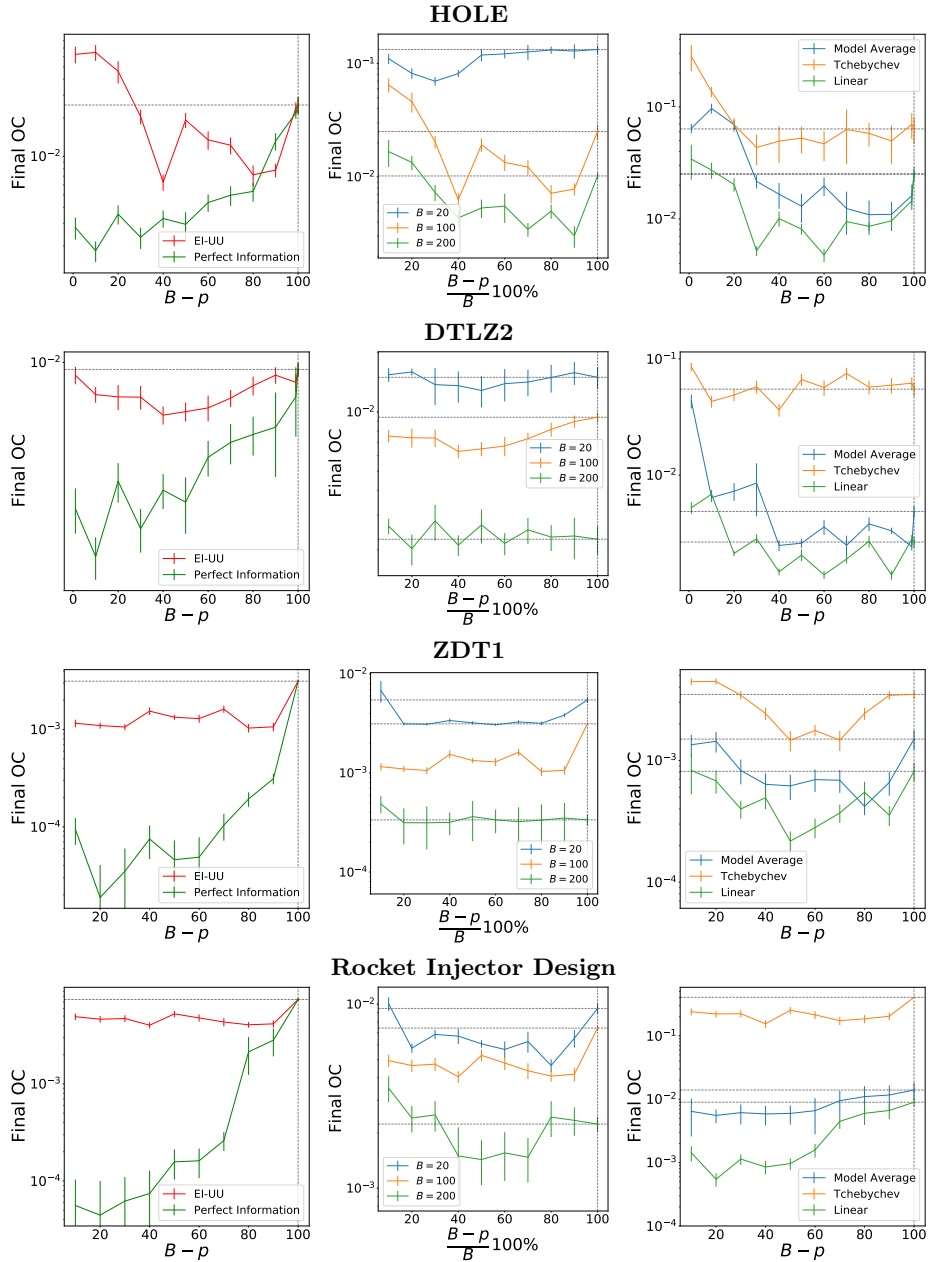 HOLE
Final OC
10⁻²
EI-UU
Perfect Information
0 20 40 60 80 100
B − p
Final OC
10⁻¹
10⁻²
B = 20
B = 100
B = 200
20 40 60 80 100
B − p / B 100%
Final OC
10⁻¹
10⁻²
Model Average
Tchebychev
Linear
0 20 40 60 80 100
B − p
DTLZ2
Final OC
10⁻²
EI-UU
Perfect Information
0 20 40 60 80 100
B − p
Final OC
10⁻²
B = 20
B = 100
B = 200
20 40 60 80 100
B − p / B 100%
Final OC
10⁻¹
10⁻²
Model Average
Tchebychev
Linear
0 20 40 60 80 100
B − p
ZDT1
Final OC
10⁻³
10⁻⁴
EI-UU
Perfect Information
20 40 60 80 100
B − p
Final OC
10⁻²
10⁻³
10⁻⁴
B = 20
B = 100
B = 200
20 40 60 80 100
B − p / B 100%
Final OC
10⁻³
10⁻⁴
Model Average
Tchebychev
Linear
20 40 60 80 100
B − p
Rocket Injector Design
Final OC
10⁻³
10⁻⁴
EI-UU
Perfect Information
20 40 60 80 100
B − p
Final OC
10⁻²
10⁻³
B = 20
B = 100
B = 200
20 40 60 80 100
B − p / B 100%
Final OC
10⁻¹
10⁻²
10⁻³
10⁻⁴
Model Average
Tchebychev
Linear
20 40 60 80 100
B − p